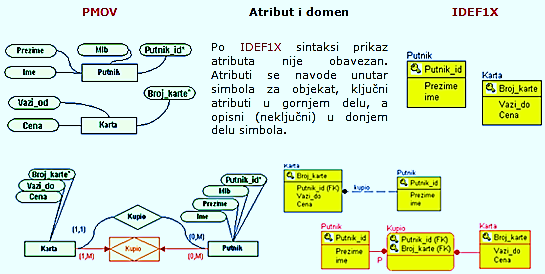 PMOV
Atribut i domen
IDEF1X
Prezime
Mlb
Putnik_id*
Ime
Putnik
Broj_karte*
Vazi_od
Cena
Karta
Po IDEF1X sintaksi prikaz
atributa nije obavezan.
Atributi se navode unutar
simbola za objekat, ključni
atributi u gornjem delu, a
opisni (neključni) u donjem
delu simbola.
Putnik
Putnik_id
Prezime
ime
Karta
Broj_karte
Vazi_do
Cena
Broj_karte*
Vazi_do
Cena
Putnik_id*
Mlb
Prezime
Ime
Kupio
(1,1)
(0,M)
Karta
Kupio
Putnik
(1,M)
(0,M)
Karta
Broj_karte
Putnik_id (FK)
Vazi_do
Cena
kupio
Putnik
Putnik_id
Prezime
ime
Putnik
Putnik_id
Prezime
ime
P
Kupio
Putnik_id (FK)
Broj_karte (FK)
Karta
Broj_karte
Vazi_do
Cena